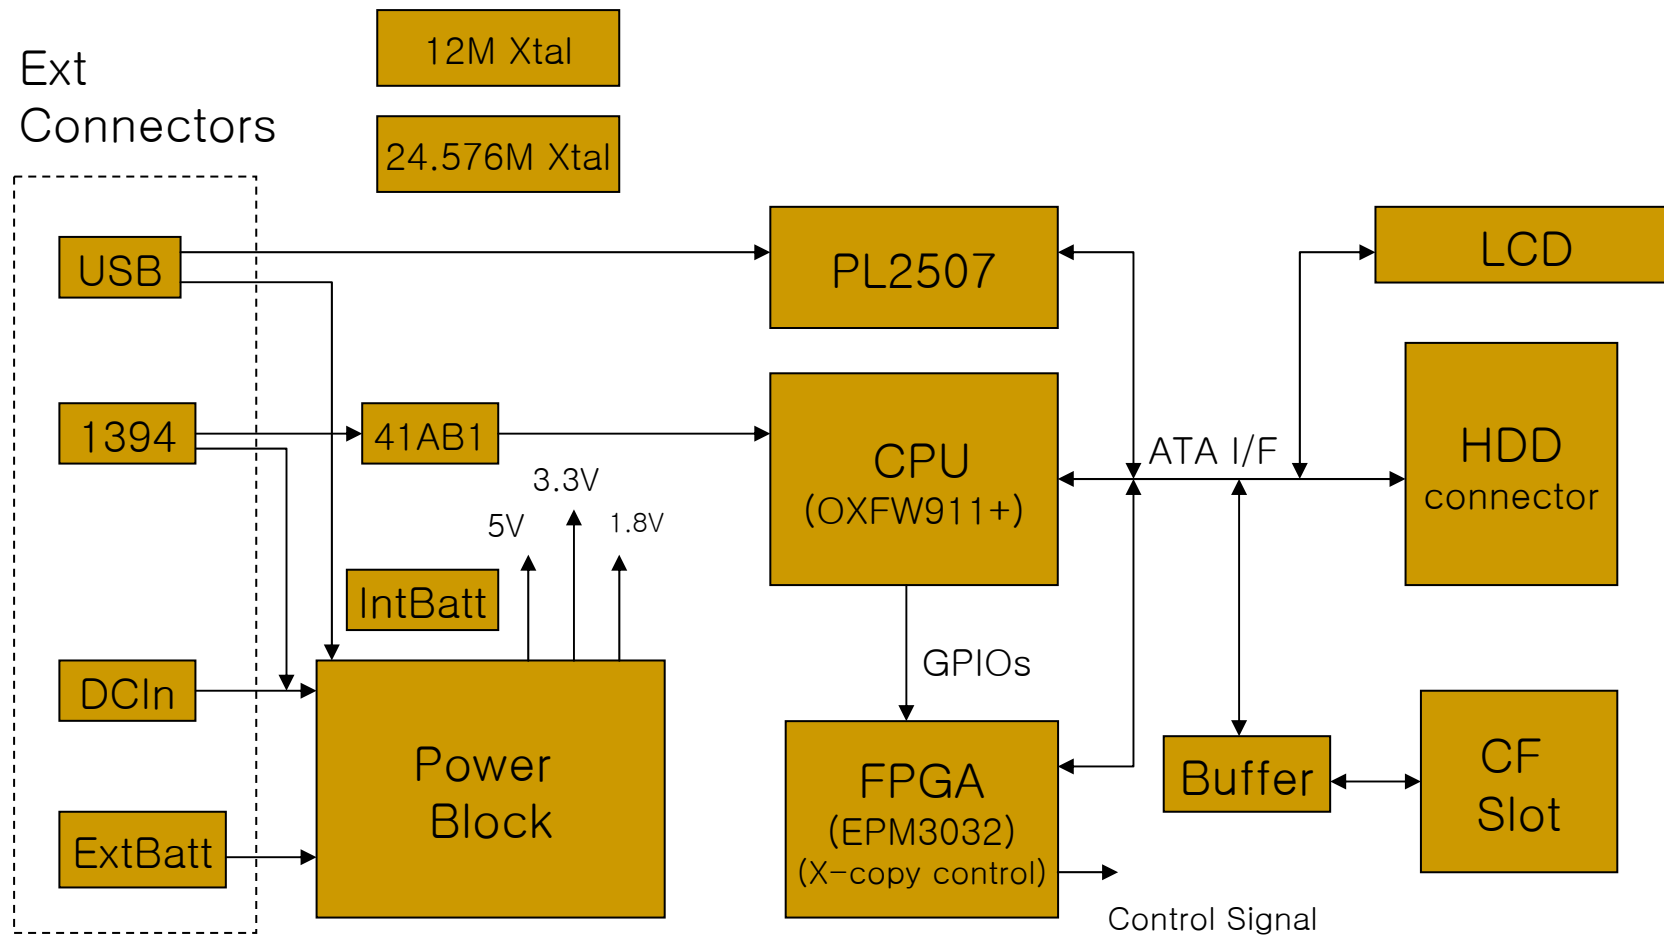 12M Xtal
Ext
Connectors
24.576M Xtal
USB
PL2507
LCD
1394
41AB1
CPU
(OXFW911+)
ATA I/F
HDD
connector
3.3V
5V
1.8V
IntBatt
GPIOs
DCIn
Power
Block
FPGA
(EPM3032)
(X-copy control)
Buffer
CF
Slot
ExtBatt
Control Signal